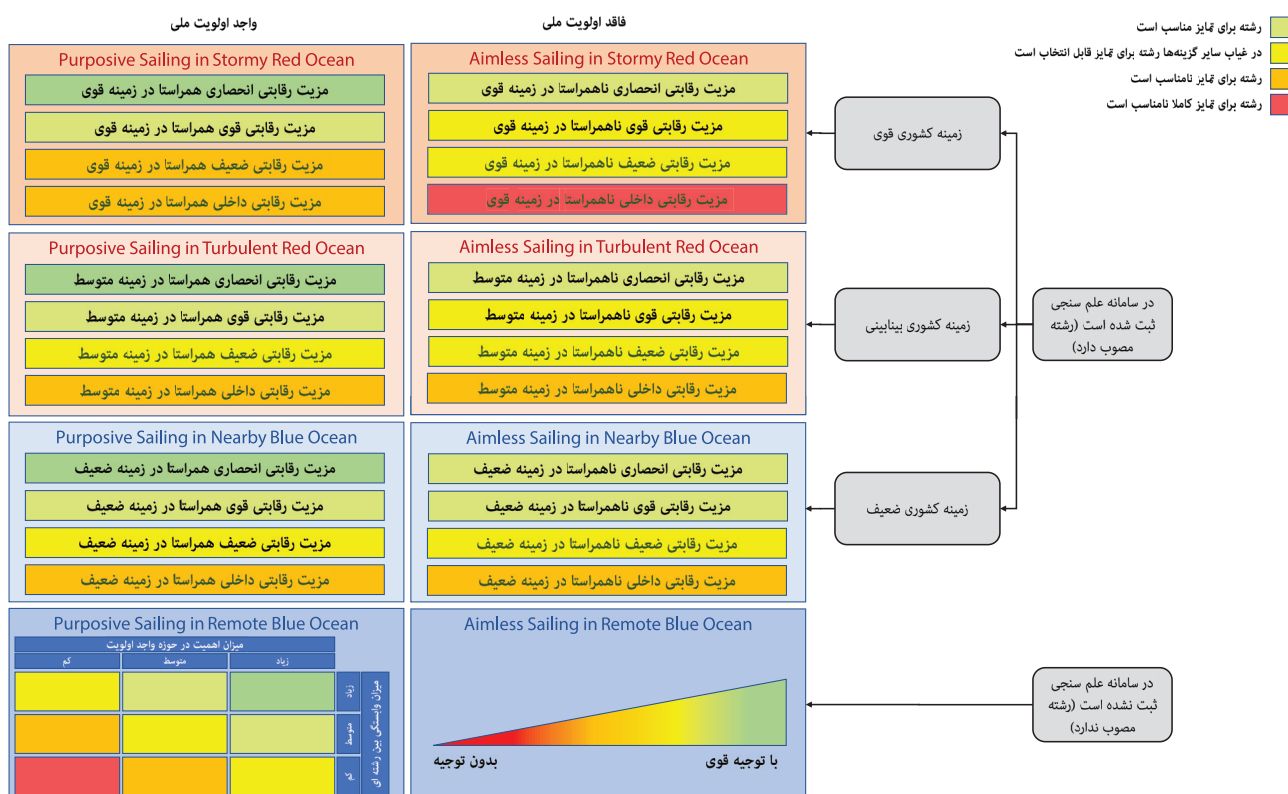 واجد اولویت ملی
فاقد اولویت ملی
رشته برای تمایز مناسب است
در غیاب سایر گزینه‌ها رشته برای تمایز قابل انتخاب است
رشته برای تمایز نامناسب است
رشته برای تمایز کاملا نامناسب است
زمینه کشوری قوی
زمینه کشوری بینابینی
زمینه کشوری ضعیف
در سامانه علم سنجی
ثبت شده است (رشته
مصوب دارد)
در سامانه علم سنجی
ثبت نشده است (رشته
مصوب ندارد)
Aimless Sailing in Stormy Red Ocean
مزیت رقابتی انحصاری ناهمراستا در زمینه قوی
مزیت رقابتی قوی ناهمراستا در زمینه قوی
مزیت رقابتی ضعیف ناهمراستا در زمینه قوی
مزیت رقابتی داخلی ناهمراستا در زمینه قوی
Purposive Sailing in Stormy Red Ocean
مزیت رقابتی انحصاری همراستا در زمینه قوی
مزیت رقابتی قوی همراستا در زمینه قوی
مزیت رقابتی ضعیف همراستا در زمینه قوی
مزیت رقابتی داخلی همراستا در زمینه قوی
Aimless Sailing in Turbulent Red Ocean
مزیت رقابتی انحصاری ناهمراستا در زمینه متوسط
مزیت رقابتی قوی ناهمراستا در زمینه متوسط
مزیت رقابتی ضعیف ناهمراستا در زمینه متوسط
مزیت رقابتی داخلی ناهمراستا در زمینه متوسط
Purposive Sailing in Turbulent Red Ocean
مزیت رقابتی انحصاری همراستا در زمینه متوسط
مزیت رقابتی قوی همراستا در زمینه متوسط
مزیت رقابتی ضعیف همراستا در زمینه متوسط
مزیت رقابتی داخلی همراستا در زمینه متوسط
Aimless Sailing in Nearby Blue Ocean
مزیت رقابتی انحصاری ناهمراستا در زمینه ضعیف
مزیت رقابتی قوی ناهمراستا در زمینه ضعیف
مزیت رقابتی ضعیف ناهمراستا در زمینه ضعیف
مزیت رقابتی داخلی ناهمراستا در زمینه ضعیف
Purposive Sailing in Nearby Blue Ocean
مزیت رقابتی انحصاری همراستا در زمینه ضعیف
مزیت رقابتی قوی همراستا در زمینه ضعیف
مزیت رقابتی ضعیف همراستا در زمینه ضعیف
مزیت رقابتی داخلی همراستا در زمینه ضعیف
Aimless Sailing in Remote Blue Ocean
با توجیه قوی
بدون توجیه
Purposive Sailing in Remote Blue Ocean
میزان اهمیت در حوزه واجد اولویت
زیاد
متوسط
کم
میزان وابستگی بین رشته ای
زیاد
متوسط
کم